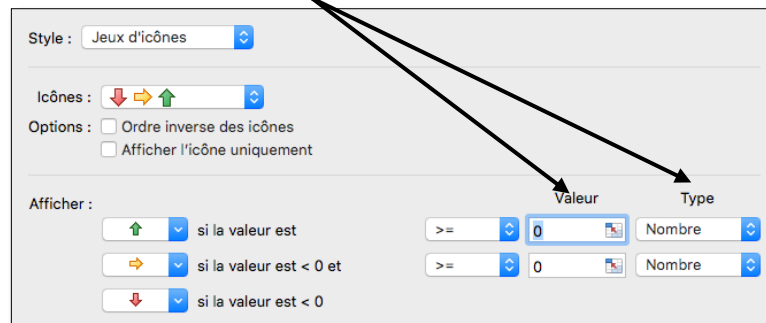 Style : Jeux d'icônes
Icônes :
Options : Ordre inverse des icônes
Afficher l'icône uniquement
Afficher : Valeur Type
si la valeur est >= 0 Nombre
si la valeur est < 0 et >= 0 Nombre
si la valeur est < 0